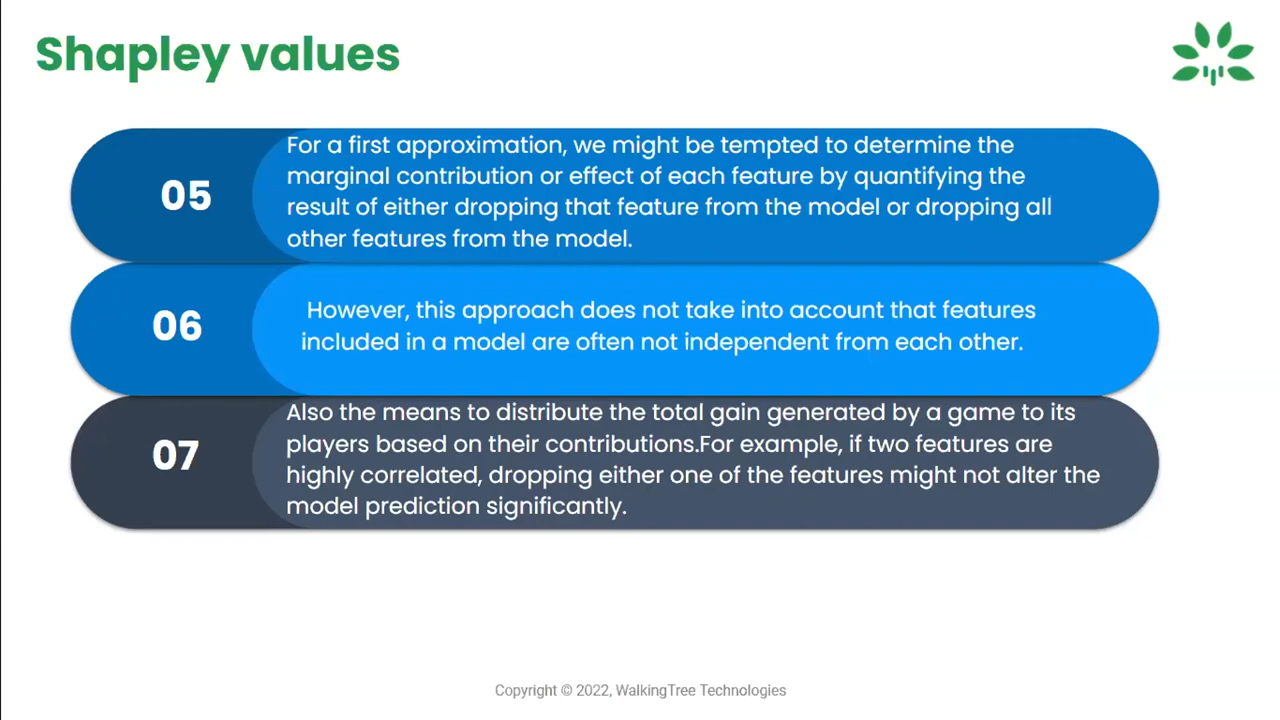 Shapley values
05
For a first approximation, we might be tempted to determine the
marginal contribution or effect of each feature by quantifying the
result of either dropping that feature from the model or dropping all
other features from the model.
06
However, this approach does not take into account that features
included in a model are often not independent from each other.
07
Also the means to distribute the total gain generated by a game to its
players based on their contributions.For example, if two features are
highly correlated, dropping either one of the features might not alter the
model prediction significantly.
Copyright © 2022, WalkingTree Technologies